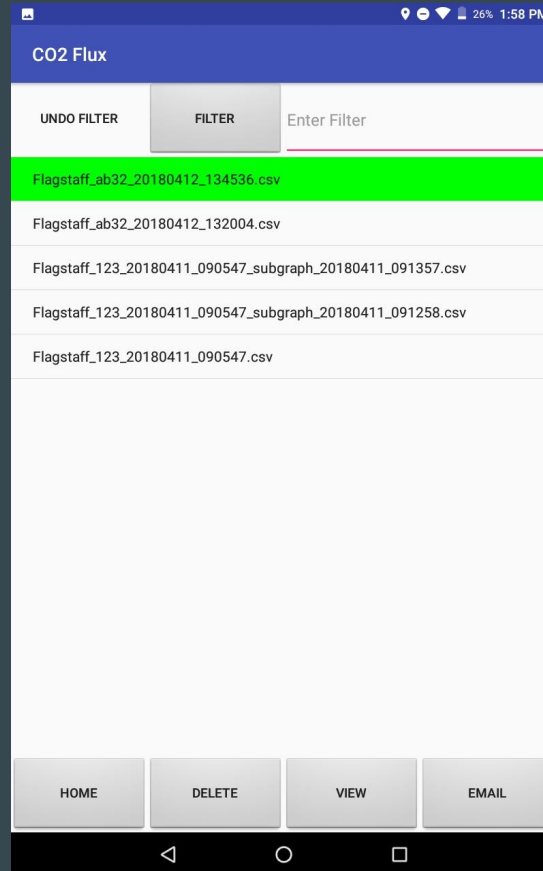 26% 1:58 PM
CO2 Flux
UNDO FILTER FILTER Enter Filter
Flagstaff_ab32_20180412_134536.csv
Flagstaff_ab32_20180412_132004.csv
Flagstaff_123_20180411_090547_subgraph_20180411_091357.csv
Flagstaff_123_20180411_090547_subgraph_20180411_091258.csv
Flagstaff_123_20180411_090547.csv
HOME DELETE VIEW EMAIL